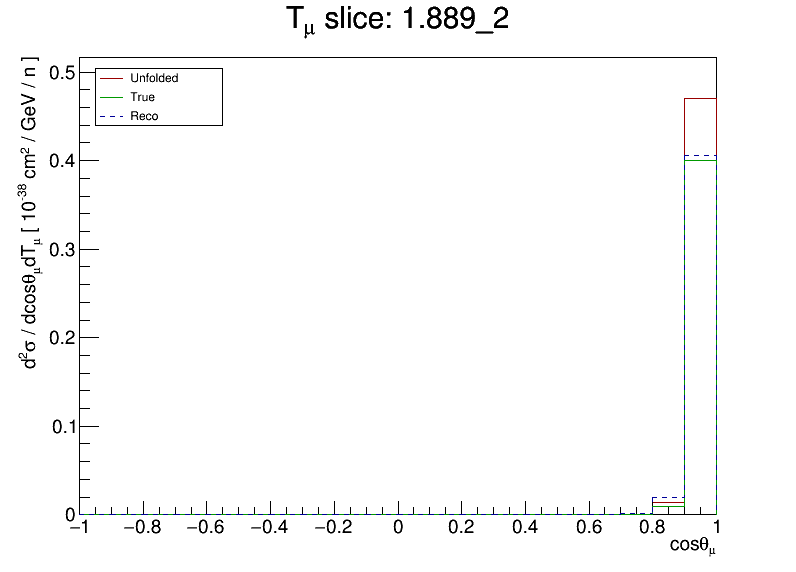 Tμ slice: 1.889_2
d²σ / dcosθμdTμ [ 10⁻³⁸ cm² / GeV / n ]
0.5
0.4
0.3
0.2
0.1
0
Unfolded
True
Reco
−1 −0.8 −0.6 −0.4 −0.2 0 0.2 0.4 0.6 0.8 1
cosθμ